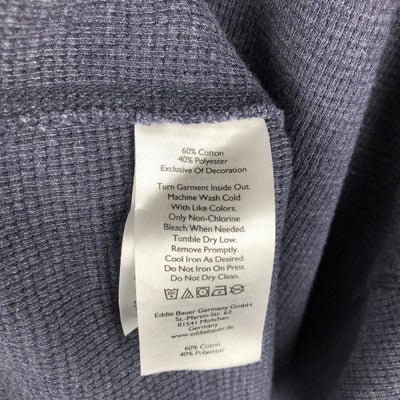 60% Cotton
40% Polyester
Exclusive Of Decoration
Turn Garment Inside Out.
Machine Wash Cold
With Like Colors.
Only Non-Chlorine
Bleach When Needed.
Tumble Dry Low.
Remove Promptly.
Cool Iron As Desired.
Do Not Iron On Print.
Do Not Dry Clean.
Eddie Bauer Germany GmbH
St.-Martin-Str. 62
81541 München
Germany
www.eddiebauer.de
60% Cotton
40% Polyester